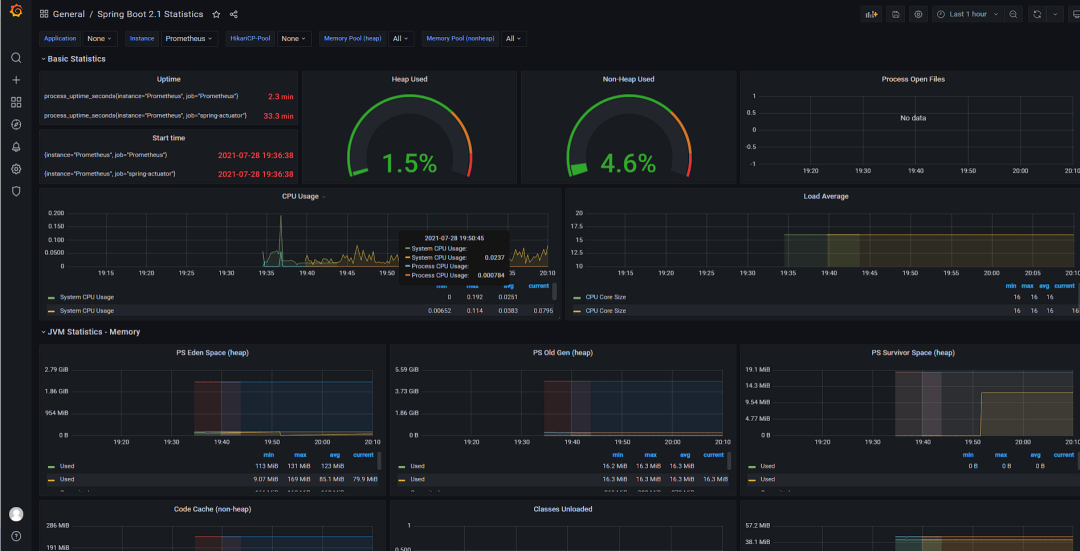 General / Spring Boot 2.1 Statistics
Last 1 hour
Application None Instance Prometheus HikariCP-Pool None Memory Pool (heap) All Memory Pool (nonheap) All
Basic Statistics
Uptime
process_uptime_seconds{instance="Prometheus", job="Prometheus"} 2.3 min
process_uptime_seconds{instance="Prometheus", job="spring-actuator"} 33.3 min
Start time
{instance="Prometheus", job="Prometheus"} 2021-07-28 19:36:38
{instance="Prometheus", job="spring-actuator"} 2021-07-28 19:36:38
Heap Used
1.5%
Non-Heap Used
4.6%
Process Open Files
1
0.5
0
-0.5
-1
No data
19:20 19:30 19:40 19:50 20:00 20:10
CPU Usage
0.200
0.150
0.100
0.0500
0
19:15 19:20 19:25 19:30 19:35 19:40 19:45 20:10
2021-07-28 19:50:45
System CPU Usage:
System CPU Usage: 0.0237
Process CPU Usage:
Process CPU Usage: 0.000784
min max avg current
System CPU Usage 0 0.192 0.0251
System CPU Usage 0.00652 0.114 0.0383 0.0795
Load Average
20
17.5
15
12.5
10
19:15 19:20 19:25 19:30 19:35 19:40 19:45 19:50 19:55 20:00 20:05 20:10
min max avg current
CPU Core Size 16 16 16
CPU Core Size 16 16 16 16
JVM Statistics - Memory
PS Eden Space (heap)
2.79 GiB
1.86 GiB
954 MiB
0 B
19:20 19:30 19:40 19:50 20:00 20:10
min max avg current
Used 113 MiB 131 MiB 123 MiB
Used 9.07 MiB 169 MiB 85.1 MiB 79.9 MiB
PS Old Gen (heap)
5.59 GiB
3.73 GiB
1.86 GiB
0 B
19:20 19:30 19:40 19:50 20:00 20:10
min max avg current
Used 16.2 MiB 16.3 MiB 16.3 MiB
Used 16.3 MiB 16.3 MiB 16.3 MiB 16.3 MiB
PS Survivor Space (heap)
19.1 MiB
14.3 MiB
9.54 MiB
4.77 MiB
0 B
19:20 19:30 19:40 19:50 20:00 20:10
min max avg current
Used 0 B 0 B 0 B
Used
Code Cache (non-heap)
286 MiB
191 MiB
Classes Unloaded
1
0.500
57.2 MiB
38.1 MiB